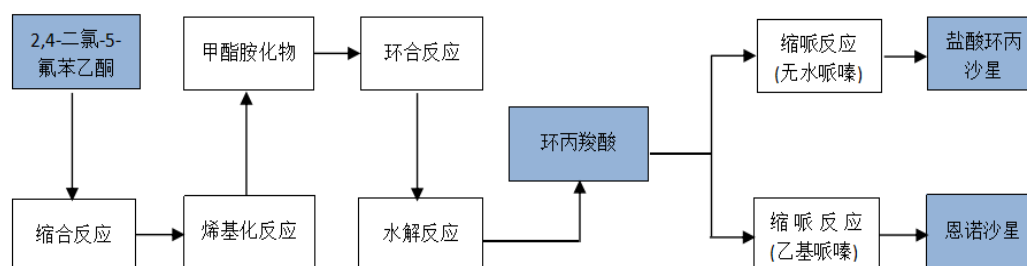 2,4-二氯-5-
氟苯乙酮
甲酯胺化物
环合反应
缩哌反应
(无水哌嗪)
盐酸环丙
沙星
环丙羧酸
缩合反应
烯基化反应
水解反应
缩哌反应
(乙基哌嗪)
恩诺沙星